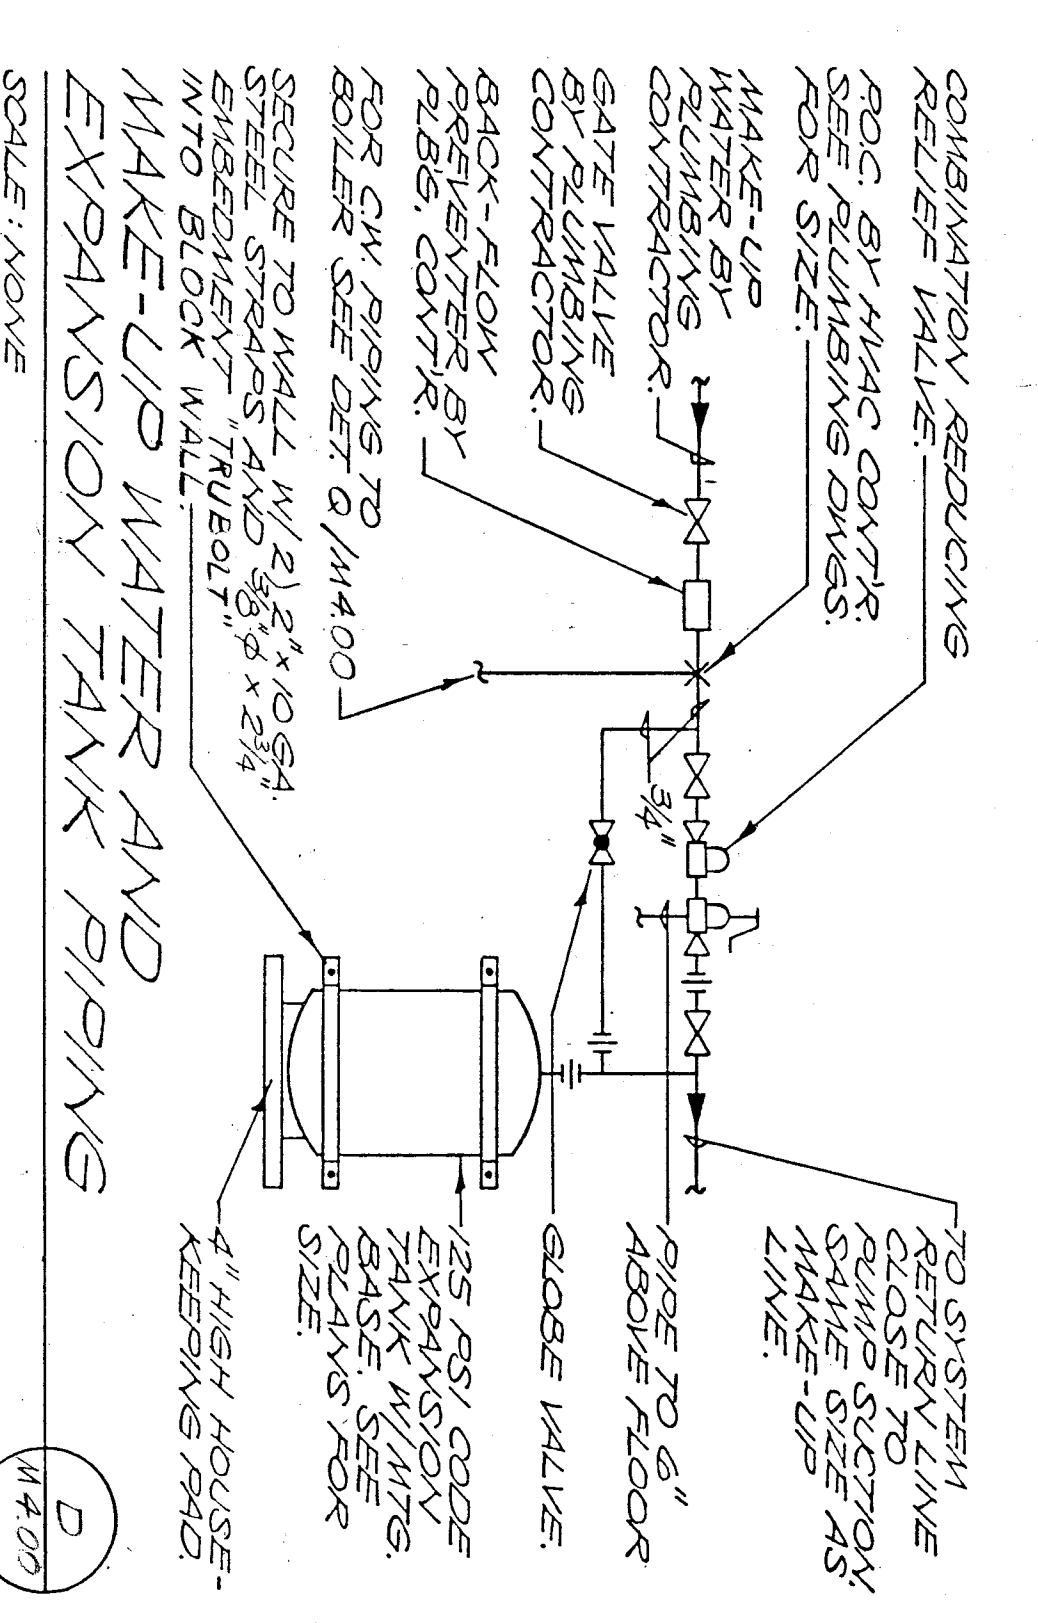 COMBINATION REDUCING
RELIEF VALVE.
P.O.C. BY HVAC CONT'R.
SEE PLUMBING DWGS.
FOR SIZE.
MAKE-UP
WATER BY
PLUMBING
CONTRACTOR.
GATE VALVE
BY PLUMBING
CONTRACTOR.
BACK-FLOW
PREVENTER BY
PLB'G. CONT'R.
FOR C.W. PIPING TO
BOILER SEE DET. Q/M4.00
SECURE TO WALL W/2) 2" x 10 GA.
STEEL STRAPS AND 3/8" φ x 2 3/4"
EMBEDMENT "TRUBOLT"
INTO BLOCK WALL.
3/4"
TO SYSTEM
RETURN LINE
CLOSE TO
PUMP SUCTION.
SAME SIZE AS
MAKE-UP
LINE.
PIPE TO 6"
ABOVE FLOOR
GLOBE VALVE.
125 PSI CODE
EXPANSION
TANK W/MTG.
BASE. SEE
PLANS FOR
SIZE.
4" HIGH HOUSE-
KEEPING PAD.
MAKE-UP WATER AND
EXPANSION TANK PIPING
SCALE: NONE
D
M4.00